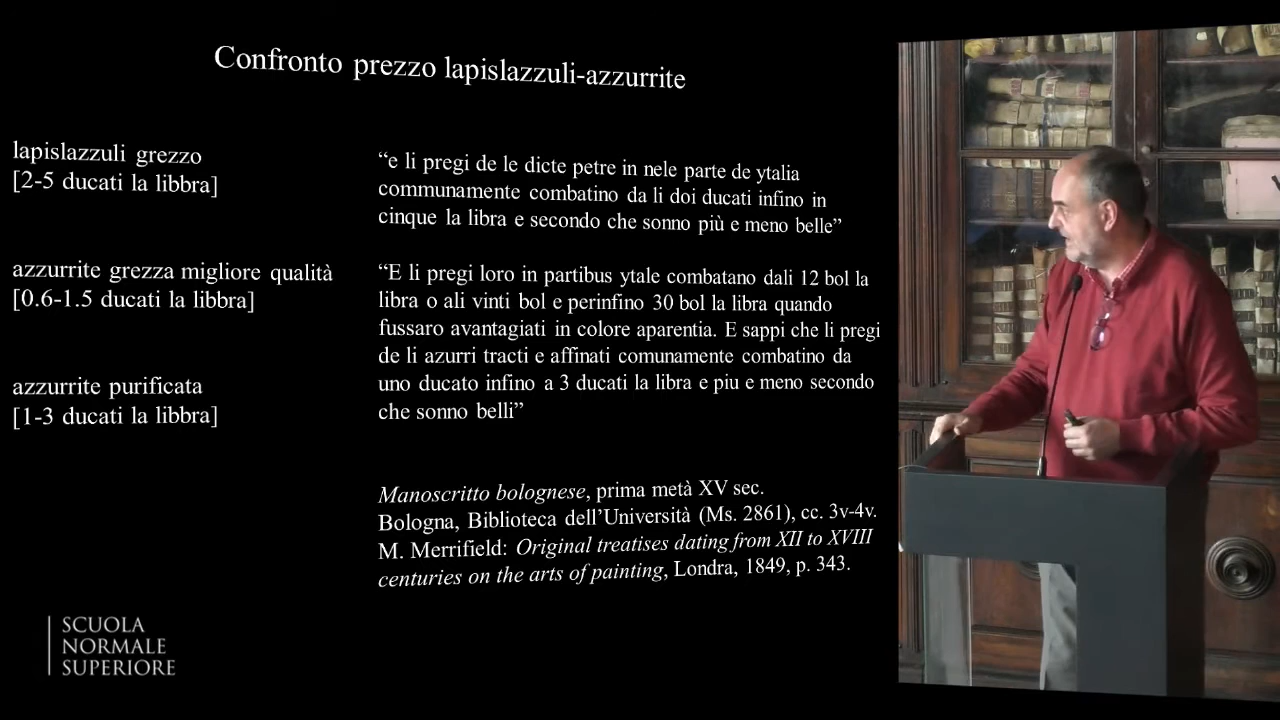 Confronto prezzo lapislazzuli-azzurrite
lapislazzuli grezzo
[2-5 ducati la libbra]
“e li pregi de le dicte petre in nele parte de ytalia
communamente combatino da li doi ducati infino in
cinque la libra e secondo che sonno più e meno belle”
azzurrite grezza migliore qualità
[0.6-1.5 ducati la libbra]
“E li pregi loro in partibus ytale combatano dali 12 bol la
libra o ali vinti bol e perinfino 30 bol la libra quando
fussaro avantagiati in colore aparentia. E sappi che li pregi
de li azurri tracti e affinati comunamente combatino da
uno ducato infino a 3 ducati la libra e piu e meno secondo
che sonno belli”
azzurrite purificata
[1-3 ducati la libbra]
Manoscritto bolognese, prima metà XV sec.
Bologna, Biblioteca dell’Università (Ms. 2861), cc. 3v-4v.
M. Merrifield: Original treatises dating from XII to XVIII
centuries on the arts of painting, Londra, 1849, p. 343.
SCUOLA
NORMALE
SUPERIORE